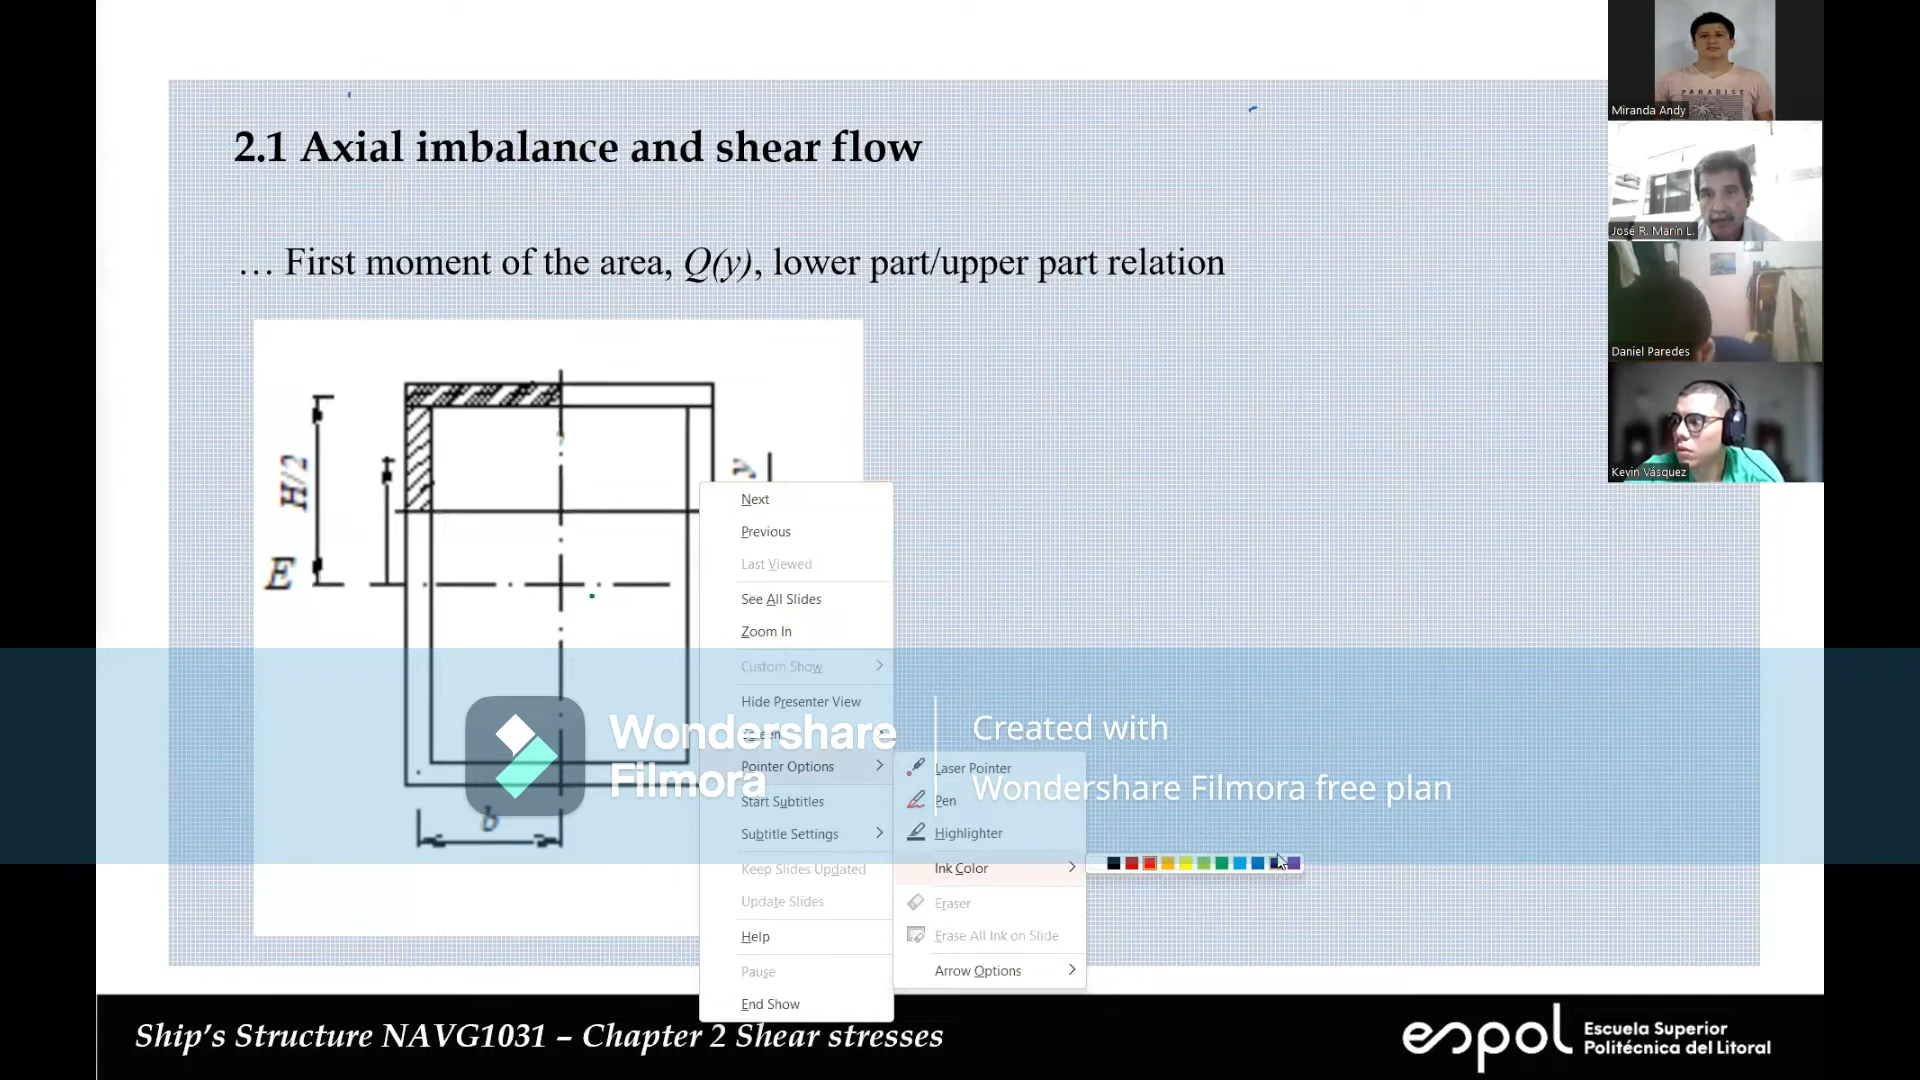 2.1 Axial imbalance and shear flow
… First moment of the area, Q(y), lower part/upper part relation
H/2
E
y
b
Next
Previous
Last Viewed
See All Slides
Zoom In
Custom Show
Hide Presenter View
Screen
Pointer Options
Start Subtitles
Subtitle Settings
Keep Slides Updated
Update Slides
Help
Pause
End Show
Laser Pointer
Pen
Highlighter
Ink Color
Eraser
Erase All Ink on Slide
Arrow Options
Wondershare
Filmora
Created with
Wondershare Filmora free plan
PARADISE
Miranda Andy
José R. Marin L.
Daniel Paredes
Kevin Vásquez
Ship's Structure NAVG1031 – Chapter 2 Shear stresses
espol
Escuela Superior
Politécnica del Litoral